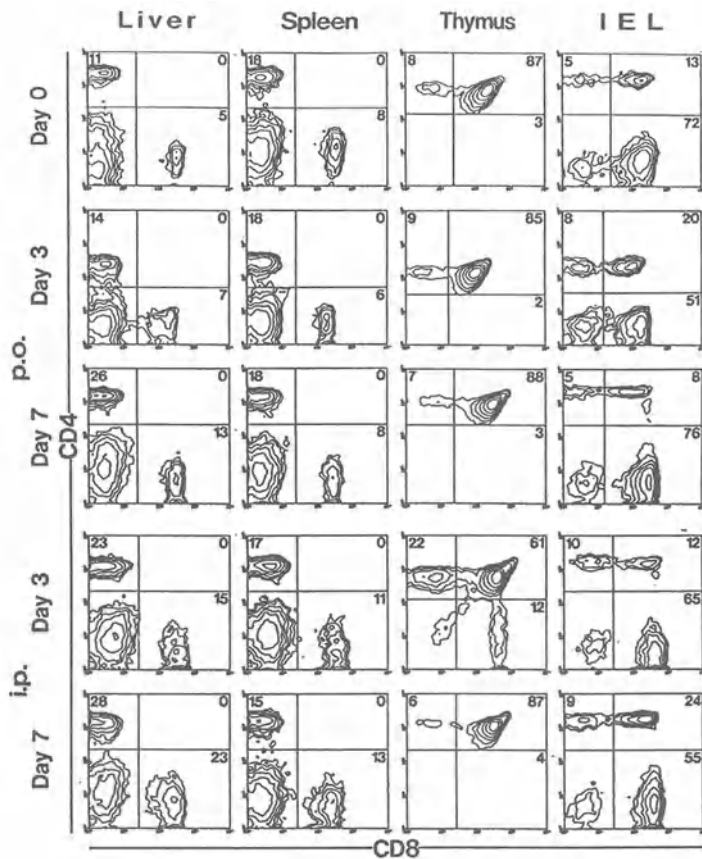 Liver Spleen Thymus IEL
Day 0
11 0 18 0 8 87 5 13
5 8 3 72
p.o.
Day 3
14 0 18 0 9 85 8 20
7 6 2 51
Day 7
26 0 18 0 7 88 5 8
13 8 3 76
i.p.
Day 3
23 0 17 0 22 61 10 12
15 11 12 65
Day 7
28 0 15 0 6 87 9 24
23 13 4 55
CD4
CD8